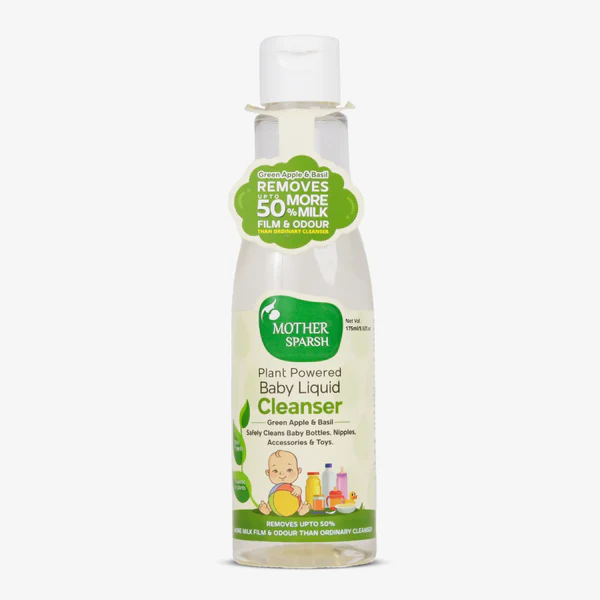 Green Apple & Basil
REMOVES
UPTO 50% MORE MILK
FILM & ODOUR
THAN ORDINARY CLEANSER
MOTHER
SPARSH
Net Vol.
175ml/
Plant Powered
Baby Liquid
Cleanser
Green Apple & Basil
Safely Cleans Baby Bottles, Nipples,
Accessories & Toys.
REMOVES UPTO 50%
MILK FILM & ODOUR THAN ORDINARY CLEANSER